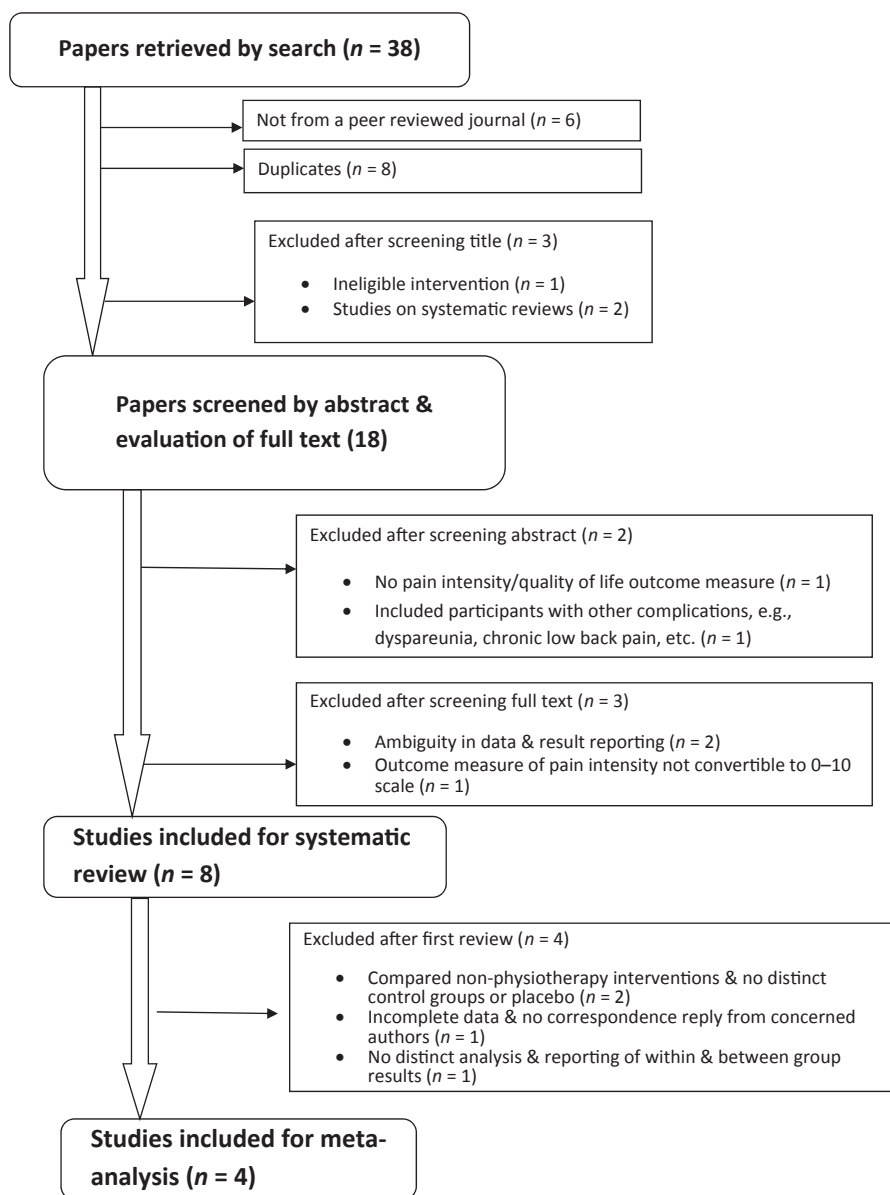 Papers retrieved by search (n = 38)
Not from a peer reviewed journal (n = 6)
Duplicates (n = 8)
Excluded after screening title (n = 3)
• Ineligible intervention (n = 1)
• Studies on systematic reviews (n = 2)
Papers screened by abstract &
evaluation of full text (18)
Excluded after screening abstract (n = 2)
• No pain intensity/quality of life outcome measure (n = 1)
• Included participants with other complications, e.g.,
dyspareunia, chronic low back pain, etc. (n = 1)
Excluded after screening full text (n = 3)
• Ambiguity in data & result reporting (n = 2)
• Outcome measure of pain intensity not convertible to 0–10
scale (n = 1)
Studies included for systematic
review (n = 8)
Excluded after first review (n = 4)
• Compared non-physiotherapy interventions & no distinct
control groups or placebo (n = 2)
• Incomplete data & no correspondence reply from concerned
authors (n = 1)
• No distinct analysis & reporting of within & between group
results (n = 1)
Studies included for meta-
analysis (n = 4)